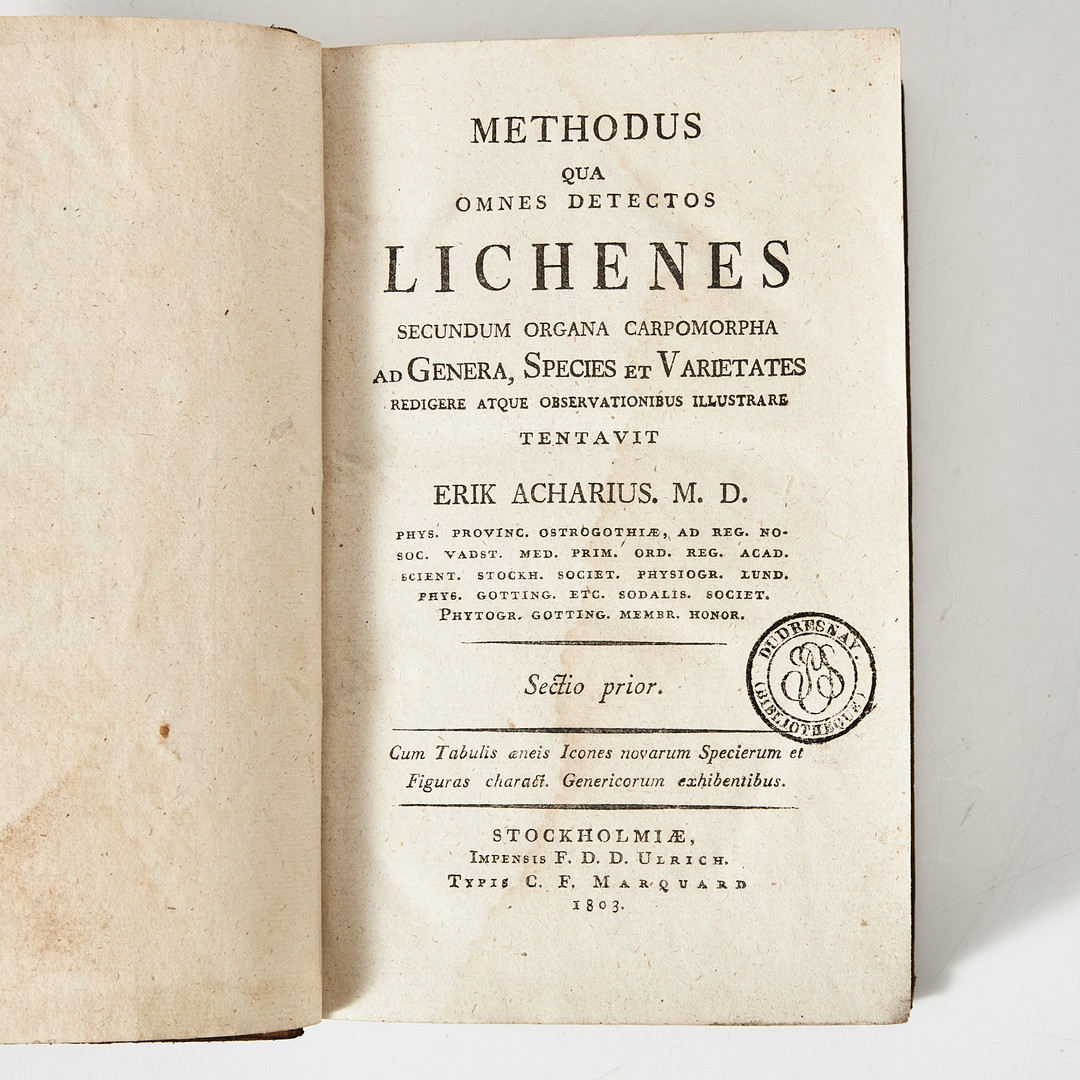 METHODUS
QUA
OMNES DETECTOS
LICHENES
SECUNDUM ORGANA CARPOMORPHA
AD GENERA, SPECIES ET VARIETATES
REDIGERE ATQUE OBSERVATIONIBUS ILLUSTRARE
TENTAVIT
ERIK ACHARIUS. M. D.
PHYS. PROVINC. OSTROGOTHIÆ, AD REG. NO-
SOC. VADST. MED. PRIM. ORD. REG. ACAD.
SCIENT. STOCKH. SOCIET. PHYSIOGR. LUND.
PHYS. GOTTING. ETC. SODALIS. SOCIET.
PHYTOGR. GOTTING. MEMBR. HONOR.
DUDRESNAY.
(BIBLIOTHEQUE)
Sectio prior.
Cum Tabulis æneis Icones novarum Specierum et
Figuras charact. Genericorum exhibentibus.
STOCKHOLMIÆ,
IMPENSIS F. D. D. ULRICH.
TYPIS C. F. MARQUARD
1803.